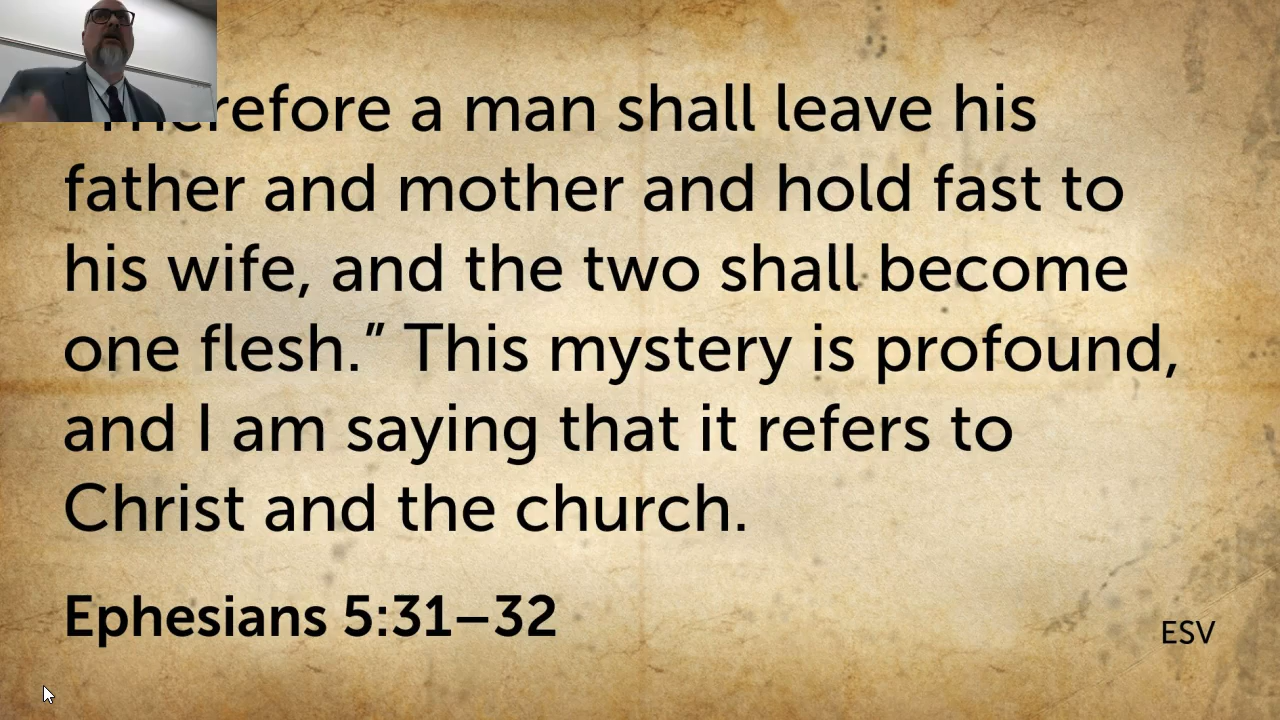 “Therefore a man shall leave his
father and mother and hold fast to
his wife, and the two shall become
one flesh.” This mystery is profound,
and I am saying that it refers to
Christ and the church.
Ephesians 5:31–32
ESV